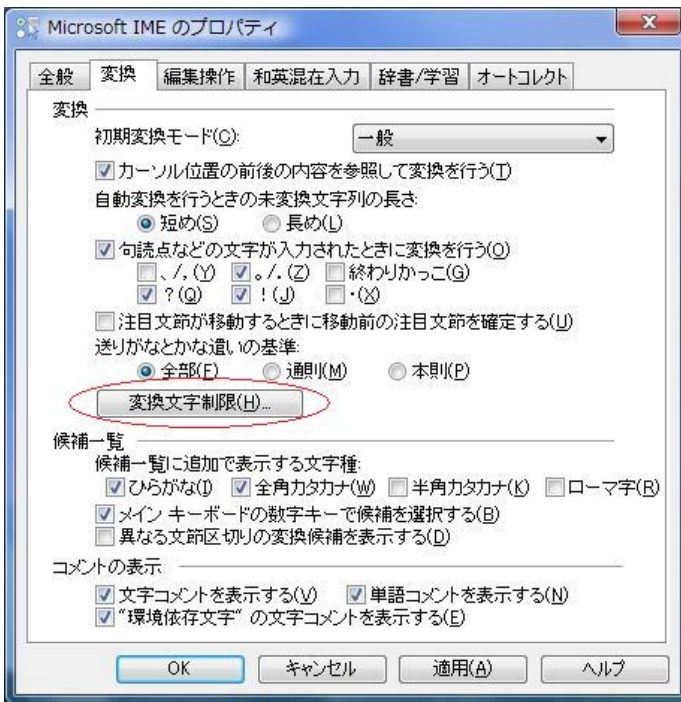 Microsoft IME のプロパティ
全般 変換 編集操作 和英混在入力 辞書/学習 オートコレクト
変換
初期変換モード(C): 一般
カーソル位置の前後の内容を参照して変換を行う(T)
自動変換を行うときの未変換文字列の長さ:
短め(S) 長め(L)
句読点などの文字が入力されたときに変換を行う(O)
、/,(Y) 。/.(Z) 終わりかっこ(G)
?(Q) !(J) ・(X)
注目文節が移動するときに移動前の注目文節を確定する(U)
送りがなとかな遣いの基準:
全部(F) 通則(M) 本則(P)
変換文字制限(H)...
候補一覧
候補一覧に追加で表示する文字種:
ひらがな(I) 全角カタカナ(W) 半角カタカナ(K) ローマ字(R)
メイン キーボードの数字キーで候補を選択する(B)
異なる文節区切りの変換候補を表示する(D)
コメントの表示
文字コメントを表示する(V) 単語コメントを表示する(N)
"環境依存文字" の文字コメントを表示する(E)
OK キャンセル 適用(A) ヘルプ